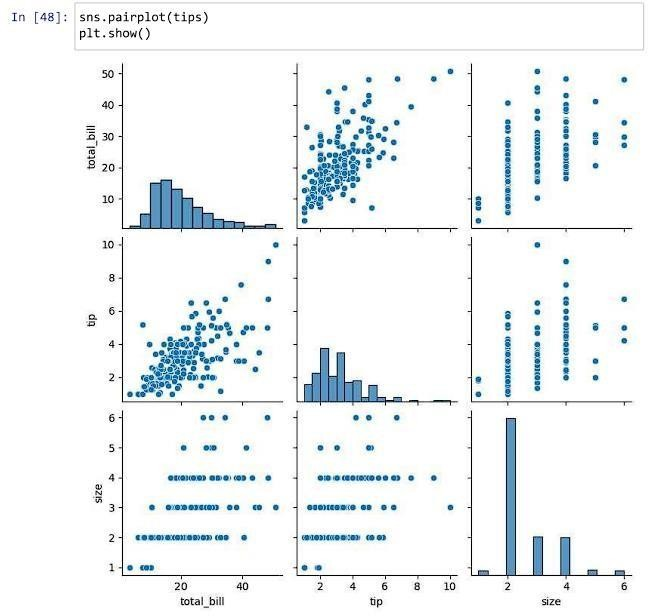 In [48]: sns.pairplot(tips)
plt.show()
50
40
30
20
10
total_bill
10
8
6
4
2
tip
6
5
4
3
2
1
size
20 40
total_bill
2 4 6 8 10
tip
2 4 6
size